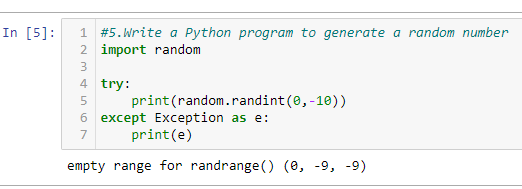 In [5]:
1 #5.Write a Python program to generate a random number
2 import random
3
4 try:
5     print(random.randint(0,-10))
6 except Exception as e:
7     print(e)
empty range for randrange() (0, -9, -9)